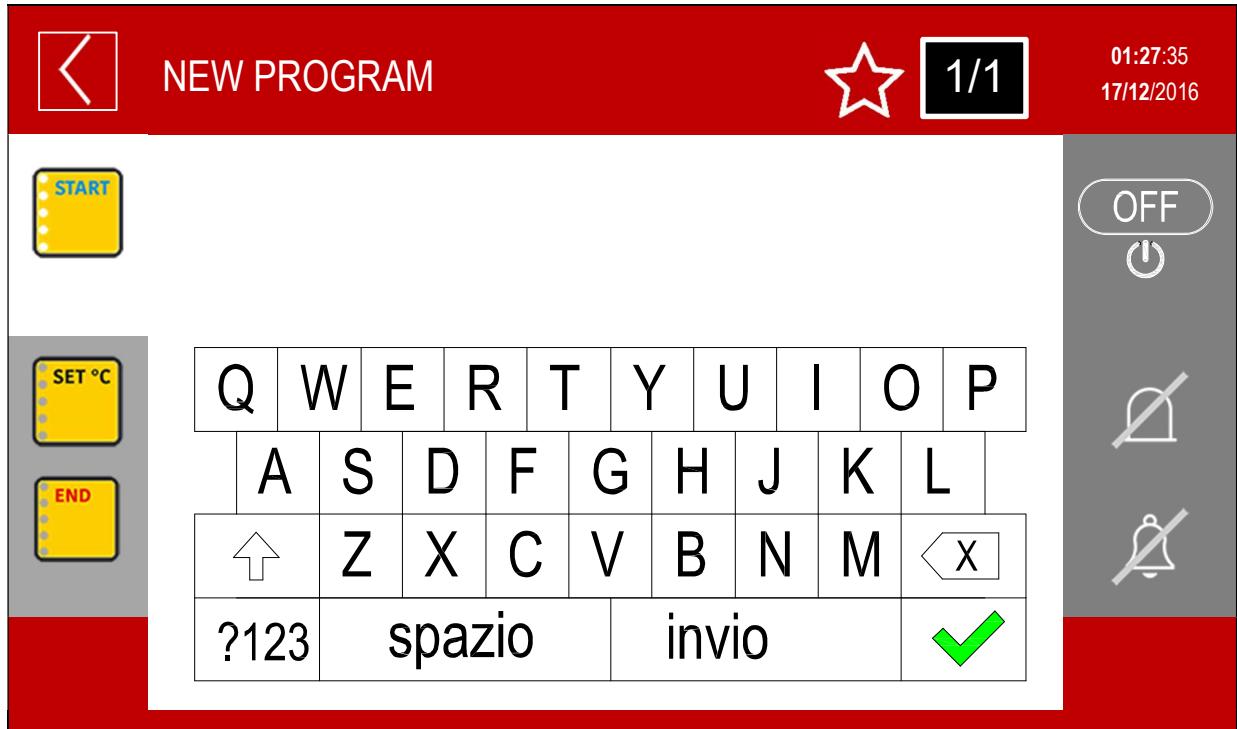 NEW PROGRAM
1/1
01:27:35
17/12/2016
START
OFF
SET °C
Q W E R T Y U I O P
A S D F G H J K L
END
Z X C V B N M X
?123 spazio invio